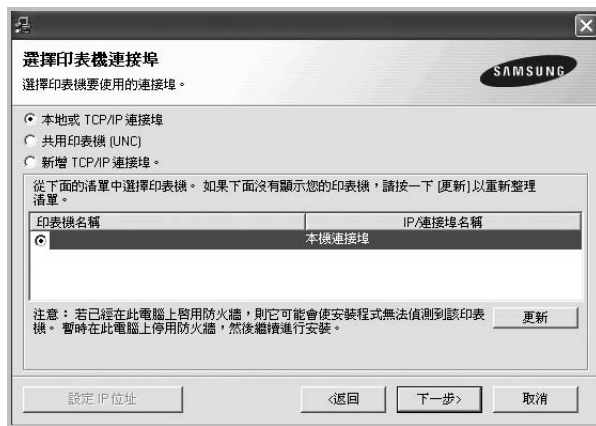 選擇印表機連接埠
選擇印表機要使用的連接埠。
SAMSUNG
本地或 TCP/IP 連接埠
共用印表機 (UNC)
新增 TCP/IP 連接埠。
從下面的清單中選擇印表機。如果下面沒有顯示您的印表機，請按一下 [更新] 以重新整理
清單。
印表機名稱 IP/連接埠名稱
本機連接埠
注意：若已經在此電腦上啓用防火牆，則它可能會使安裝程式無法偵測到該印表
機。暫時在此電腦上停用防火牆，然後繼續進行安裝。
更新
設定 IP 位址 <返回 下一步> 取消